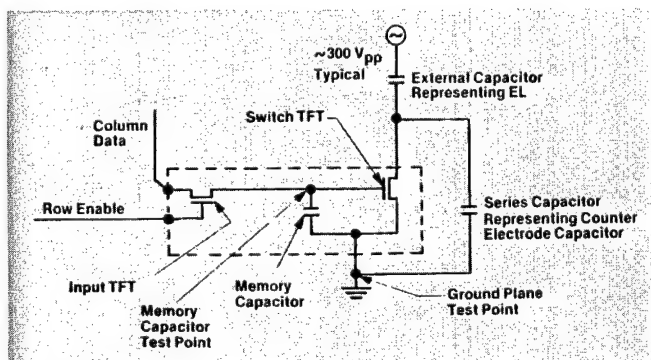 ~300 Vpp
Typical
External Capacitor
Representing EL
Switch TFT
Column
Data
Row Enable
Series Capacitor
Representing Counter
Electrode Capacitor
Input TFT
Memory
Capacitor
Test Point
Memory
Capacitor
Ground Plane
Test Point